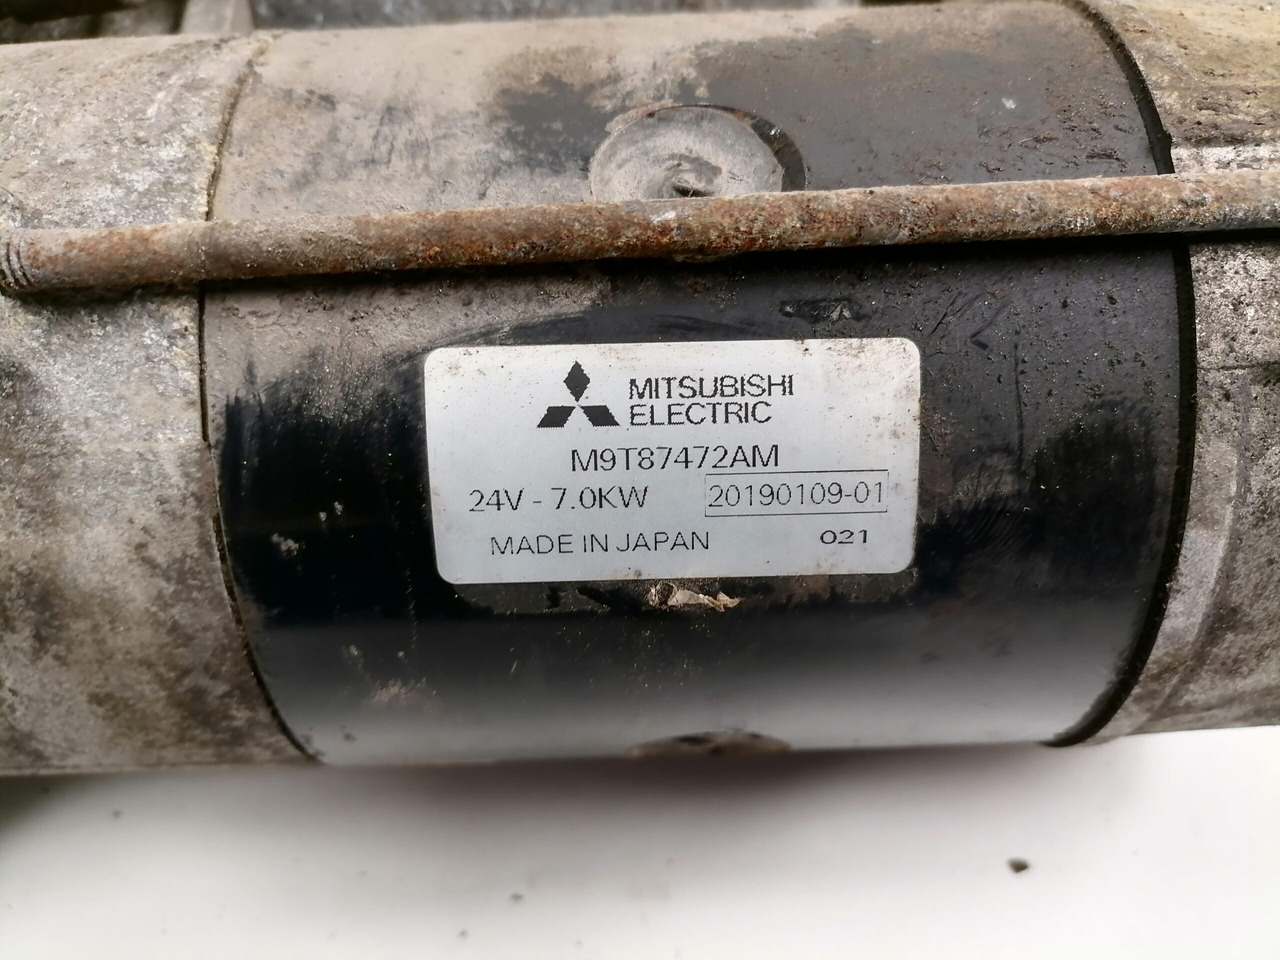 MITSUBISHI
ELECTRIC
M9T87472AM
24V - 7.0KW 20190109-01
MADE IN JAPAN 021